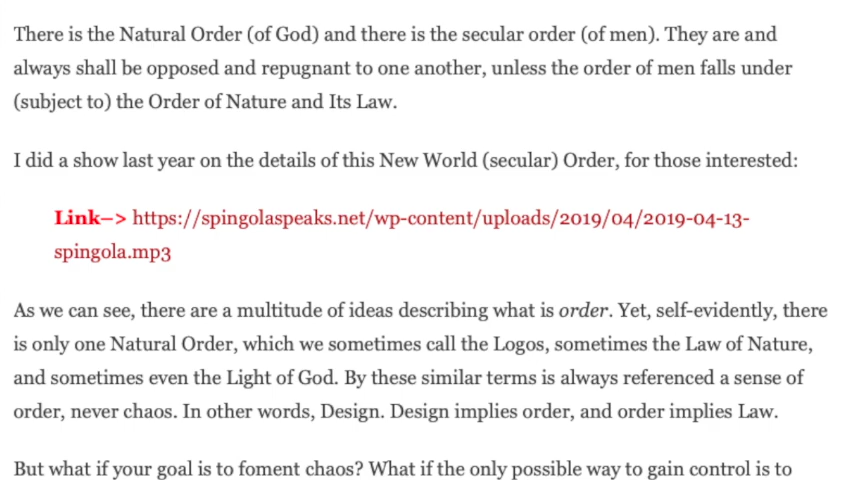 There is the Natural Order (of God) and there is the secular order (of men). They are and
always shall be opposed and repugnant to one another, unless the order of men falls under
(subject to) the Order of Nature and Its Law.
I did a show last year on the details of this New World (secular) Order, for those interested:
Link–> https://spingolaspeaks.net/wp-content/uploads/2019/04/2019-04-13-
spingola.mp3
As we can see, there are a multitude of ideas describing what is order. Yet, self-evidently, there
is only one Natural Order, which we sometimes call the Logos, sometimes the Law of Nature,
and sometimes even the Light of God. By these similar terms is always referenced a sense of
order, never chaos. In other words, Design. Design implies order, and order implies Law.
But what if your goal is to foment chaos? What if the only possible way to gain control is to